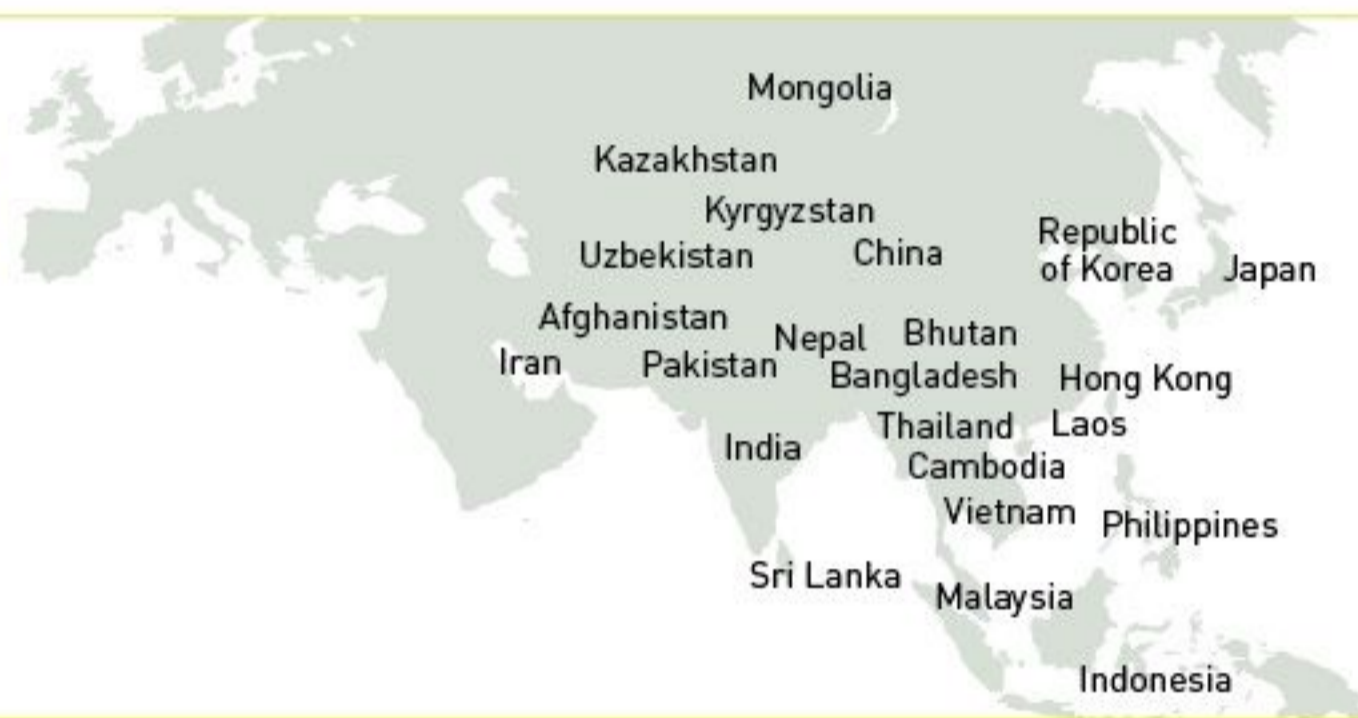 Mongolia
Kazakhstan
Kyrgyzstan
Uzbekistan
China
Republic
of Korea
Japan
Afghanistan
Nepal
Bhutan
Iran
Pakistan
Bangladesh
Hong Kong
India
Thailand
Laos
Cambodia
Vietnam
Philippines
Sri Lanka
Malaysia
Indonesia